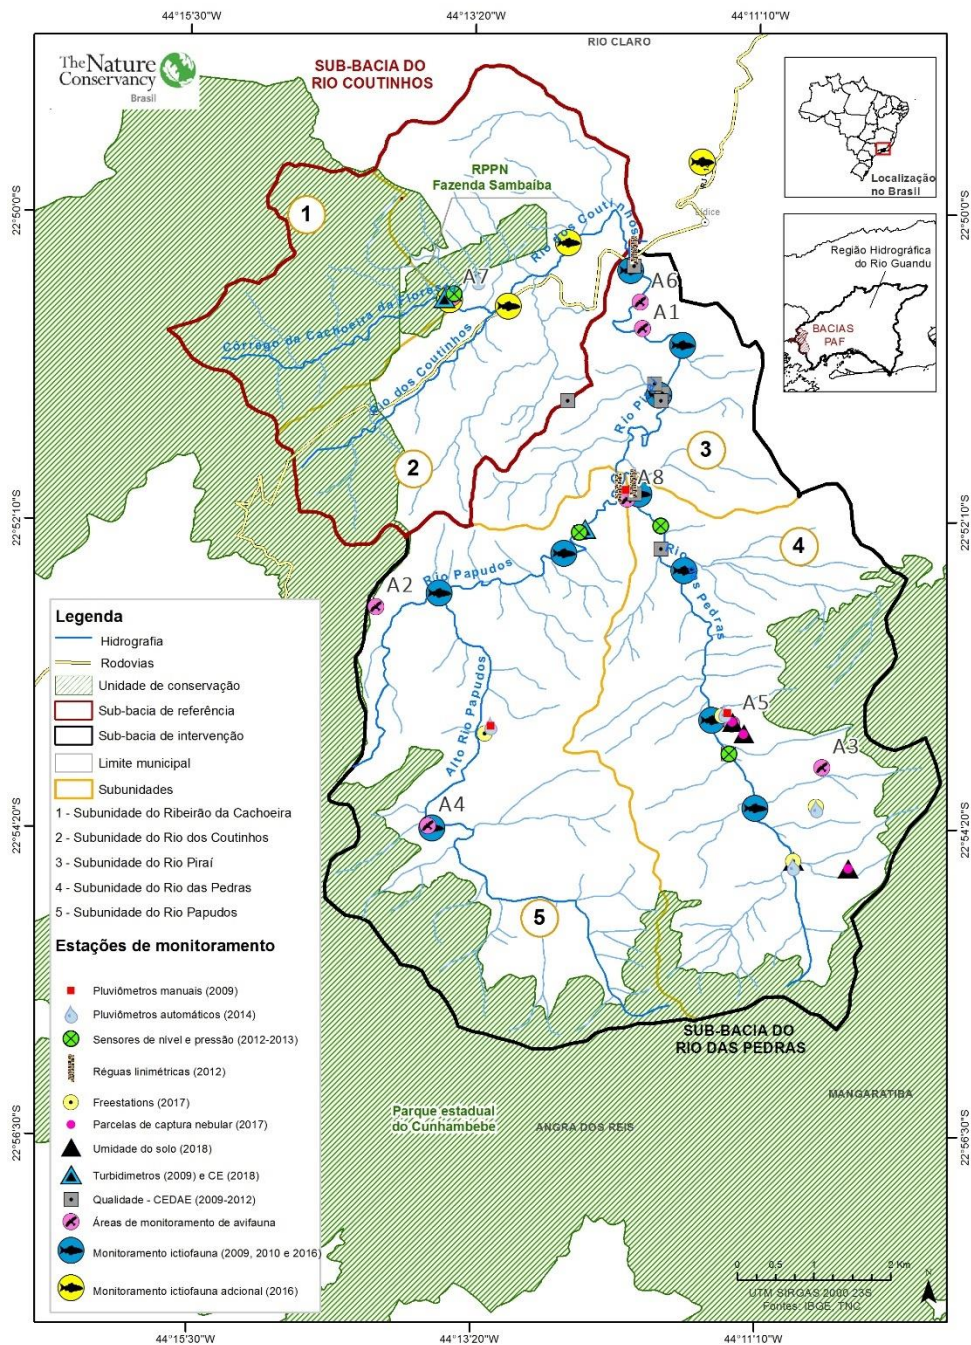 44°15'30"W
44°13'20"W
44°11'10"W
RIO CLARO
The Nature
Conservancy
Brasil
SUB-BACIA DO
RIO COUTINHOS
Localização
no Brasil
RPPN
Fazenda Sambaíba
1
22°50'0"S
22°50'0"S
Lídice
Rio dos Coutinhos
Região Hidrográfica
do Rio Guandu
BACIAS
PAF
A7
A6
A1
Córrego da Cachoeira da Flores
Rio dos Coutinhos
Rio Pi
3
2
A8
22°52'10"S
22°52'10"S
4
Rio Papudos
A2
Pedras
Alto Rio Papudos
A5
A3
A4
22°54'20"S
22°54'20"S
5
Legenda
Hidrografia
Rodovias
Unidade de conservação
Sub-bacia de referência
Sub-bacia de intervenção
Limite municipal
Subunidades
1 - Subunidade do Ribeirão da Cachoeira
2 - Subunidade do Rio dos Coutinhos
3 - Subunidade do Rio Piraí
4 - Subunidade do Rio das Pedras
5 - Subunidade do Rio Papudos
Estações de monitoramento
Pluviômetros manuais (2009)
Pluviômetros automáticos (2014)
Sensores de nível e pressão (2012-2013)
Réguas linimétricas (2012)
Freestations (2017)
Parcelas de captura nebular (2017)
Umidade do solo (2018)
Turbidimetros (2009) e CE (2018)
Qualidade - CEDAE (2009-2012)
Áreas de monitoramento de avifauna
Monitoramento ictiofauna (2009, 2010 e 2016)
Monitoramento ictiofauna adcional (2016)
SUB-BACIA DO
RIO DAS PEDRAS
MANGARATIBA
Parque estadual
do Cunhambebe
ANGRA DOS REIS
22°56'30"S
22°56'30"S
0 0.5 1 2 Km
N
UTM SIRGAS 2000 23S
Fontes: IBGE, TNC
44°15'30"W
44°13'20"W
44°11'10"W